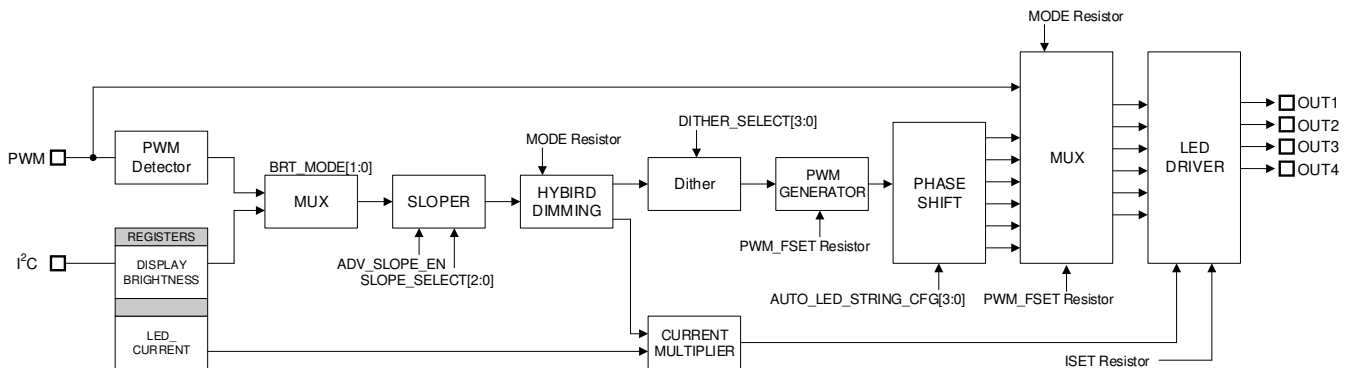 MODE Resistor
PWM
PWM
Detector
BRT_MODE[1:0]
MUX
SLOPER
ADV_SLOPE_EN
SLOPE_SELECT[2:0]
MODE Resistor
HYBIRD
DIMMING
DITHER_SELECT[3:0]
Dither
PWM
GENERATOR
PWM_FSET Resistor
PHASE
SHIFT
AUTO_LED_STRING_CFG[3:0]
MUX
PWM_FSET Resistor
LED
DRIVER
OUT1
OUT2
OUT3
OUT4
I2C
REGISTERS
DISPLAY
BRIGHTNESS
LED_
CURRENT
CURRENT
MULTIPLIER
ISET Resistor